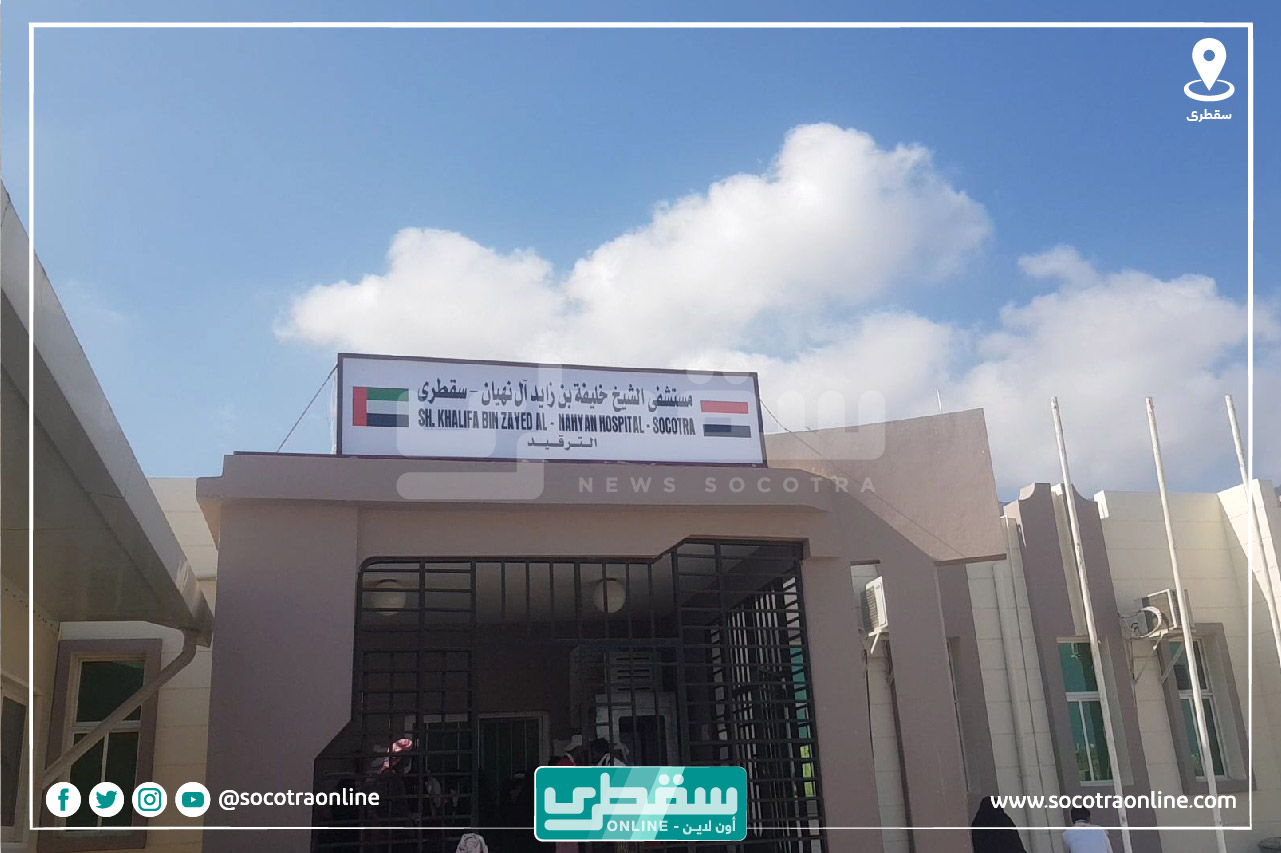 سقطرى
مستشفى الشيخ خليفة بن زايد آل نهيان - سقطرى
SH. KHALIFA BIN ZAYED AL - NAHYAN HOSPITAL - SOCOTRA
الترقيد
سقطرى
NEWS SOCOTRA
@socotraonline
سقطرى
أون لاين - ONLINE
www.socotraonline.com